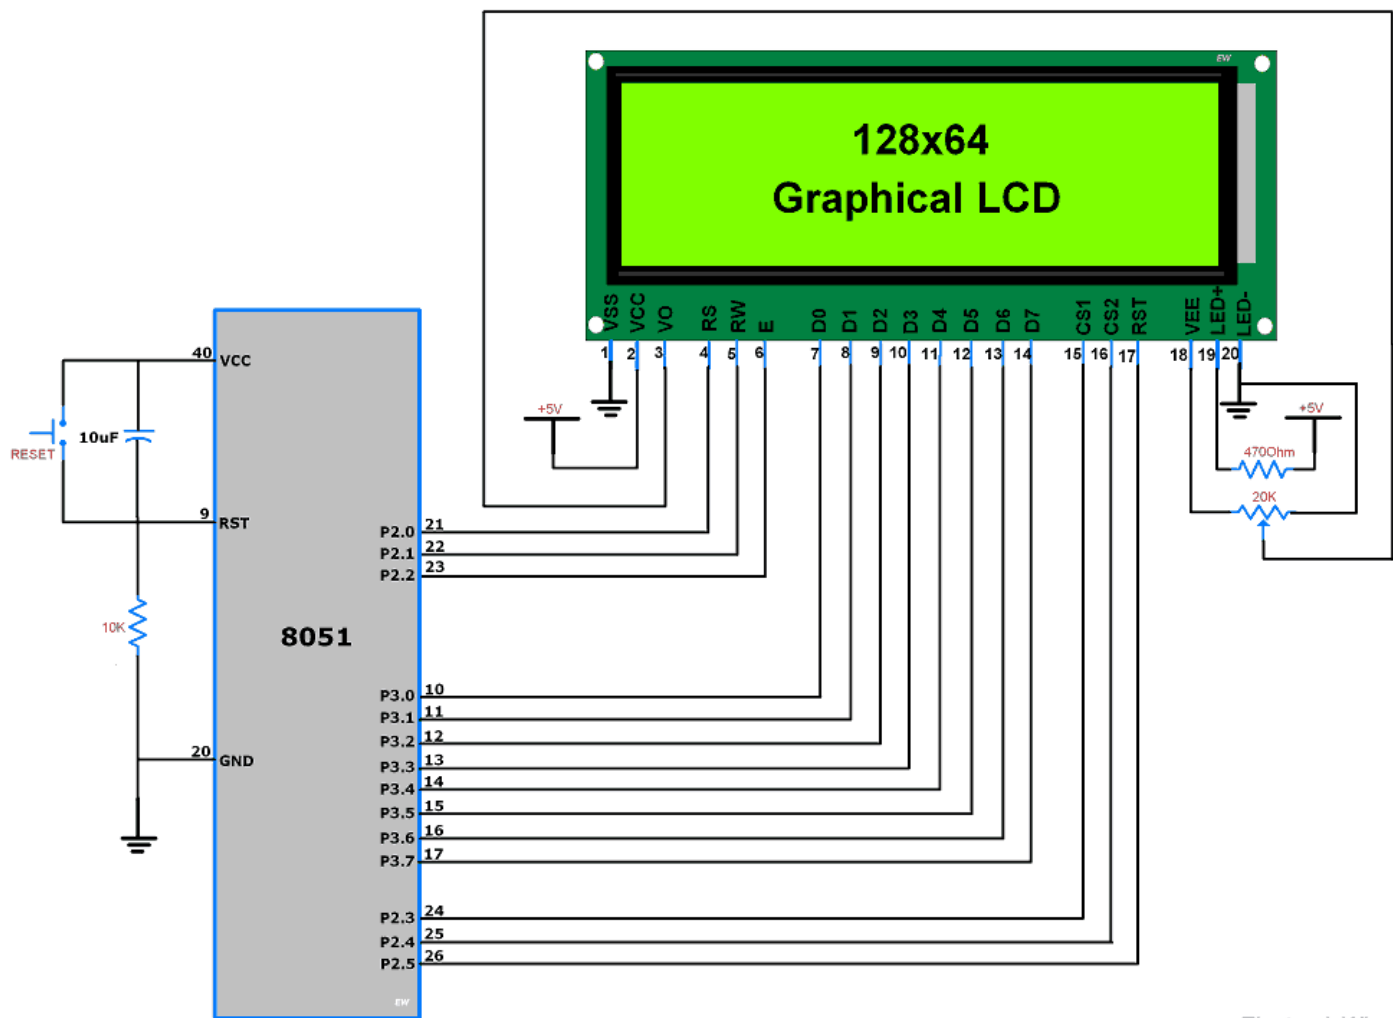 EW
128x64
Graphical LCD
VSS VCC VO RS RW E D0 D1 D2 D3 D4 D5 D6 D7 CS1 CS2 RST VEE LED+ LED-
1 2 3 4 5 6 7 8 9 10 11 12 13 14 15 16 17 18 19 20
40 VCC
+5V
+5V
10uF
RESET
470Ohm
20K
9 RST
P2.0 21
P2.1 22
P2.2 23
10K
8051
P3.0 10
P3.1 11
P3.2 12
P3.3 13
20 GND
P3.4 14
P3.5 15
P3.6 16
P3.7 17
P2.3 24
P2.4 25
P2.5 26
EW